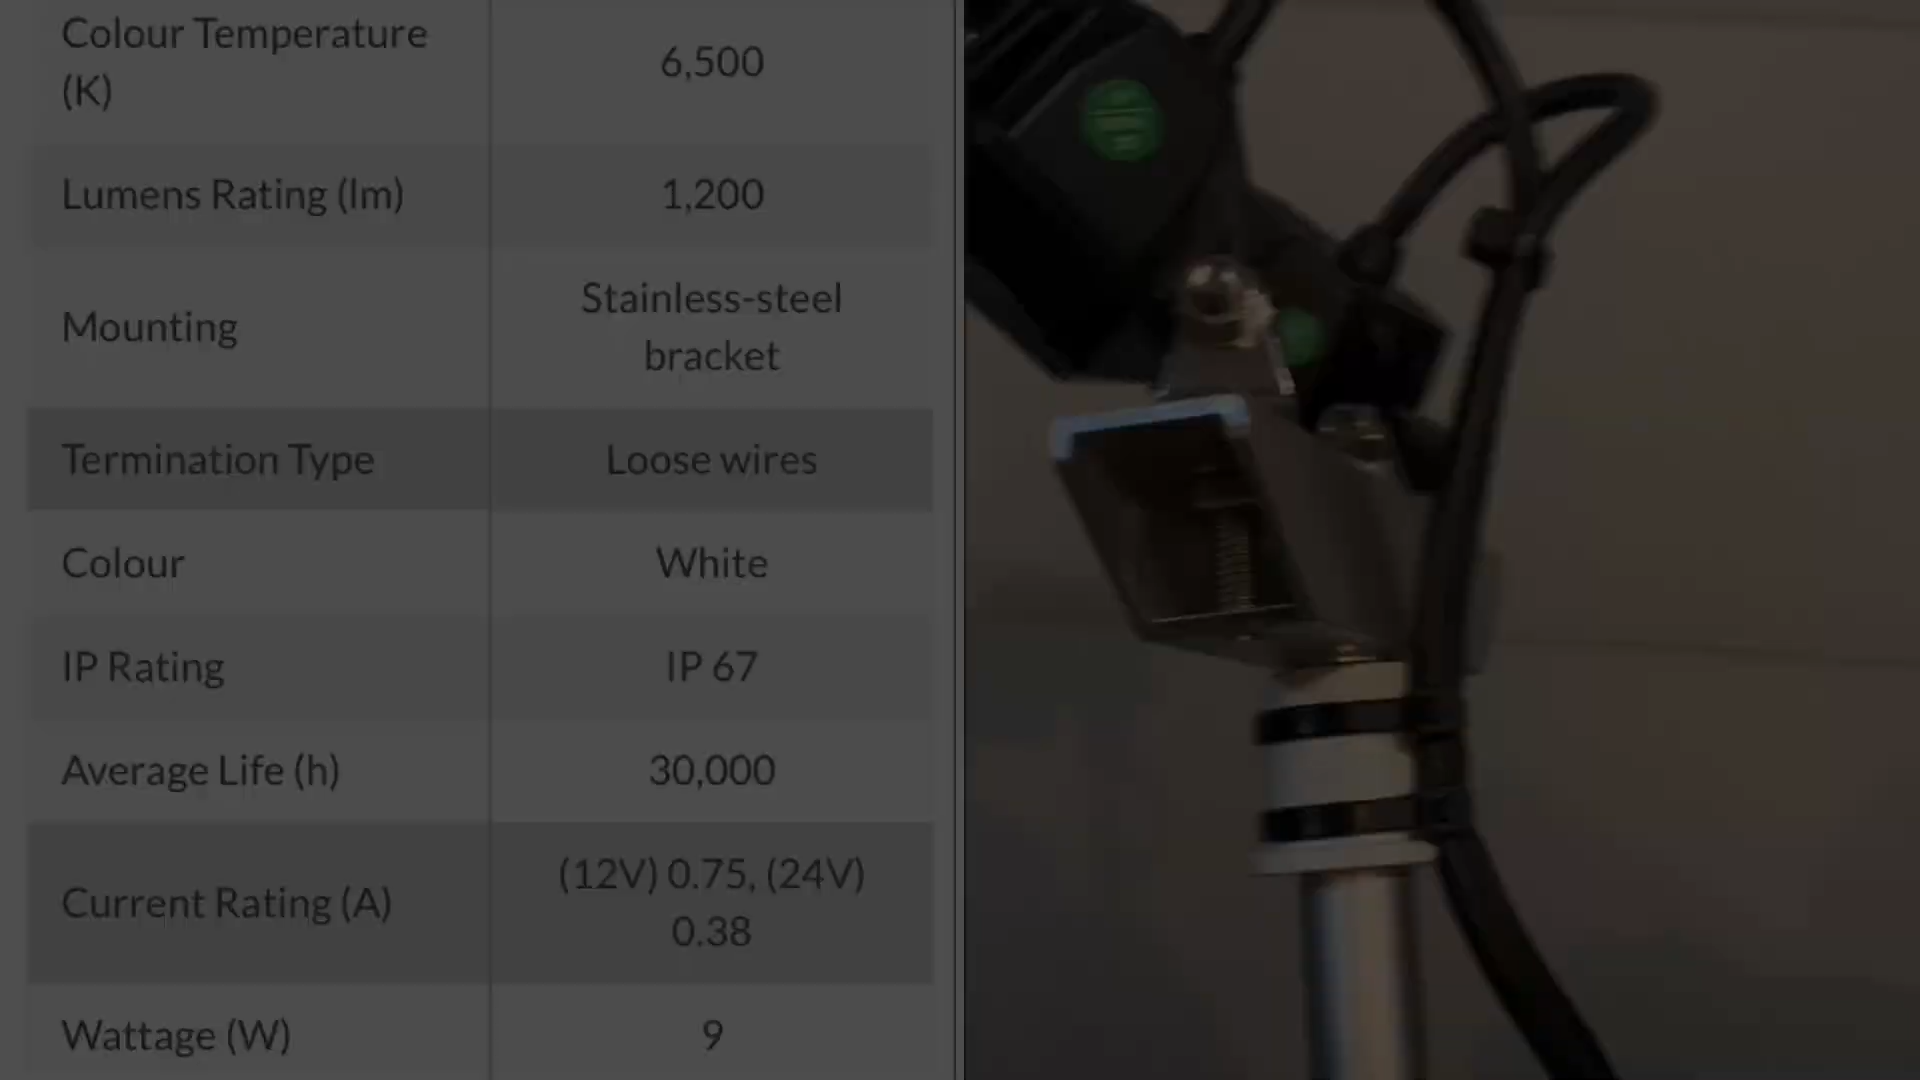 Colour Temperature
(K)
6,500
Lumens Rating (lm)
1,200
Mounting
Stainless-steel
bracket
Termination Type
Loose wires
Colour
White
IP Rating
IP 67
Average Life (h)
30,000
Current Rating (A)
(12V) 0.75, (24V)
0.38
Wattage (W)
9